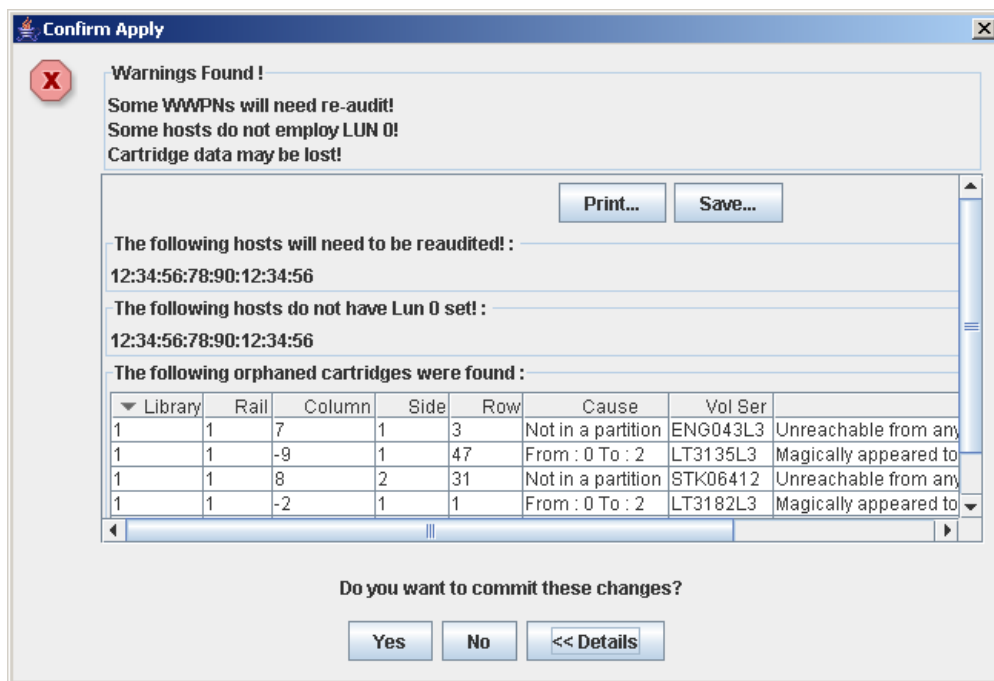 Confirm Apply
Warnings Found !
Some WWPNs will need re-audit!
Some hosts do not employ LUN 0!
Cartridge data may be lost!
Print... Save...
The following hosts will need to be reaudited! :
12:34:56:78:90:12:34:56
The following hosts do not have Lun 0 set! :
12:34:56:78:90:12:34:56
The following orphaned cartridges were found :
Library Rail Column Side Row Cause Vol Ser
1 1 7 1 3 Not in a partition ENG043L3 Unreachable from any
1 1 -9 1 47 From : 0 To : 2 LT3135L3 Magically appeared to
1 1 8 2 31 Not in a partition STK06412 Unreachable from any
1 1 -2 1 1 From : 0 To : 2 LT3182L3 Magically appeared to
Do you want to commit these changes?
Yes No << Details